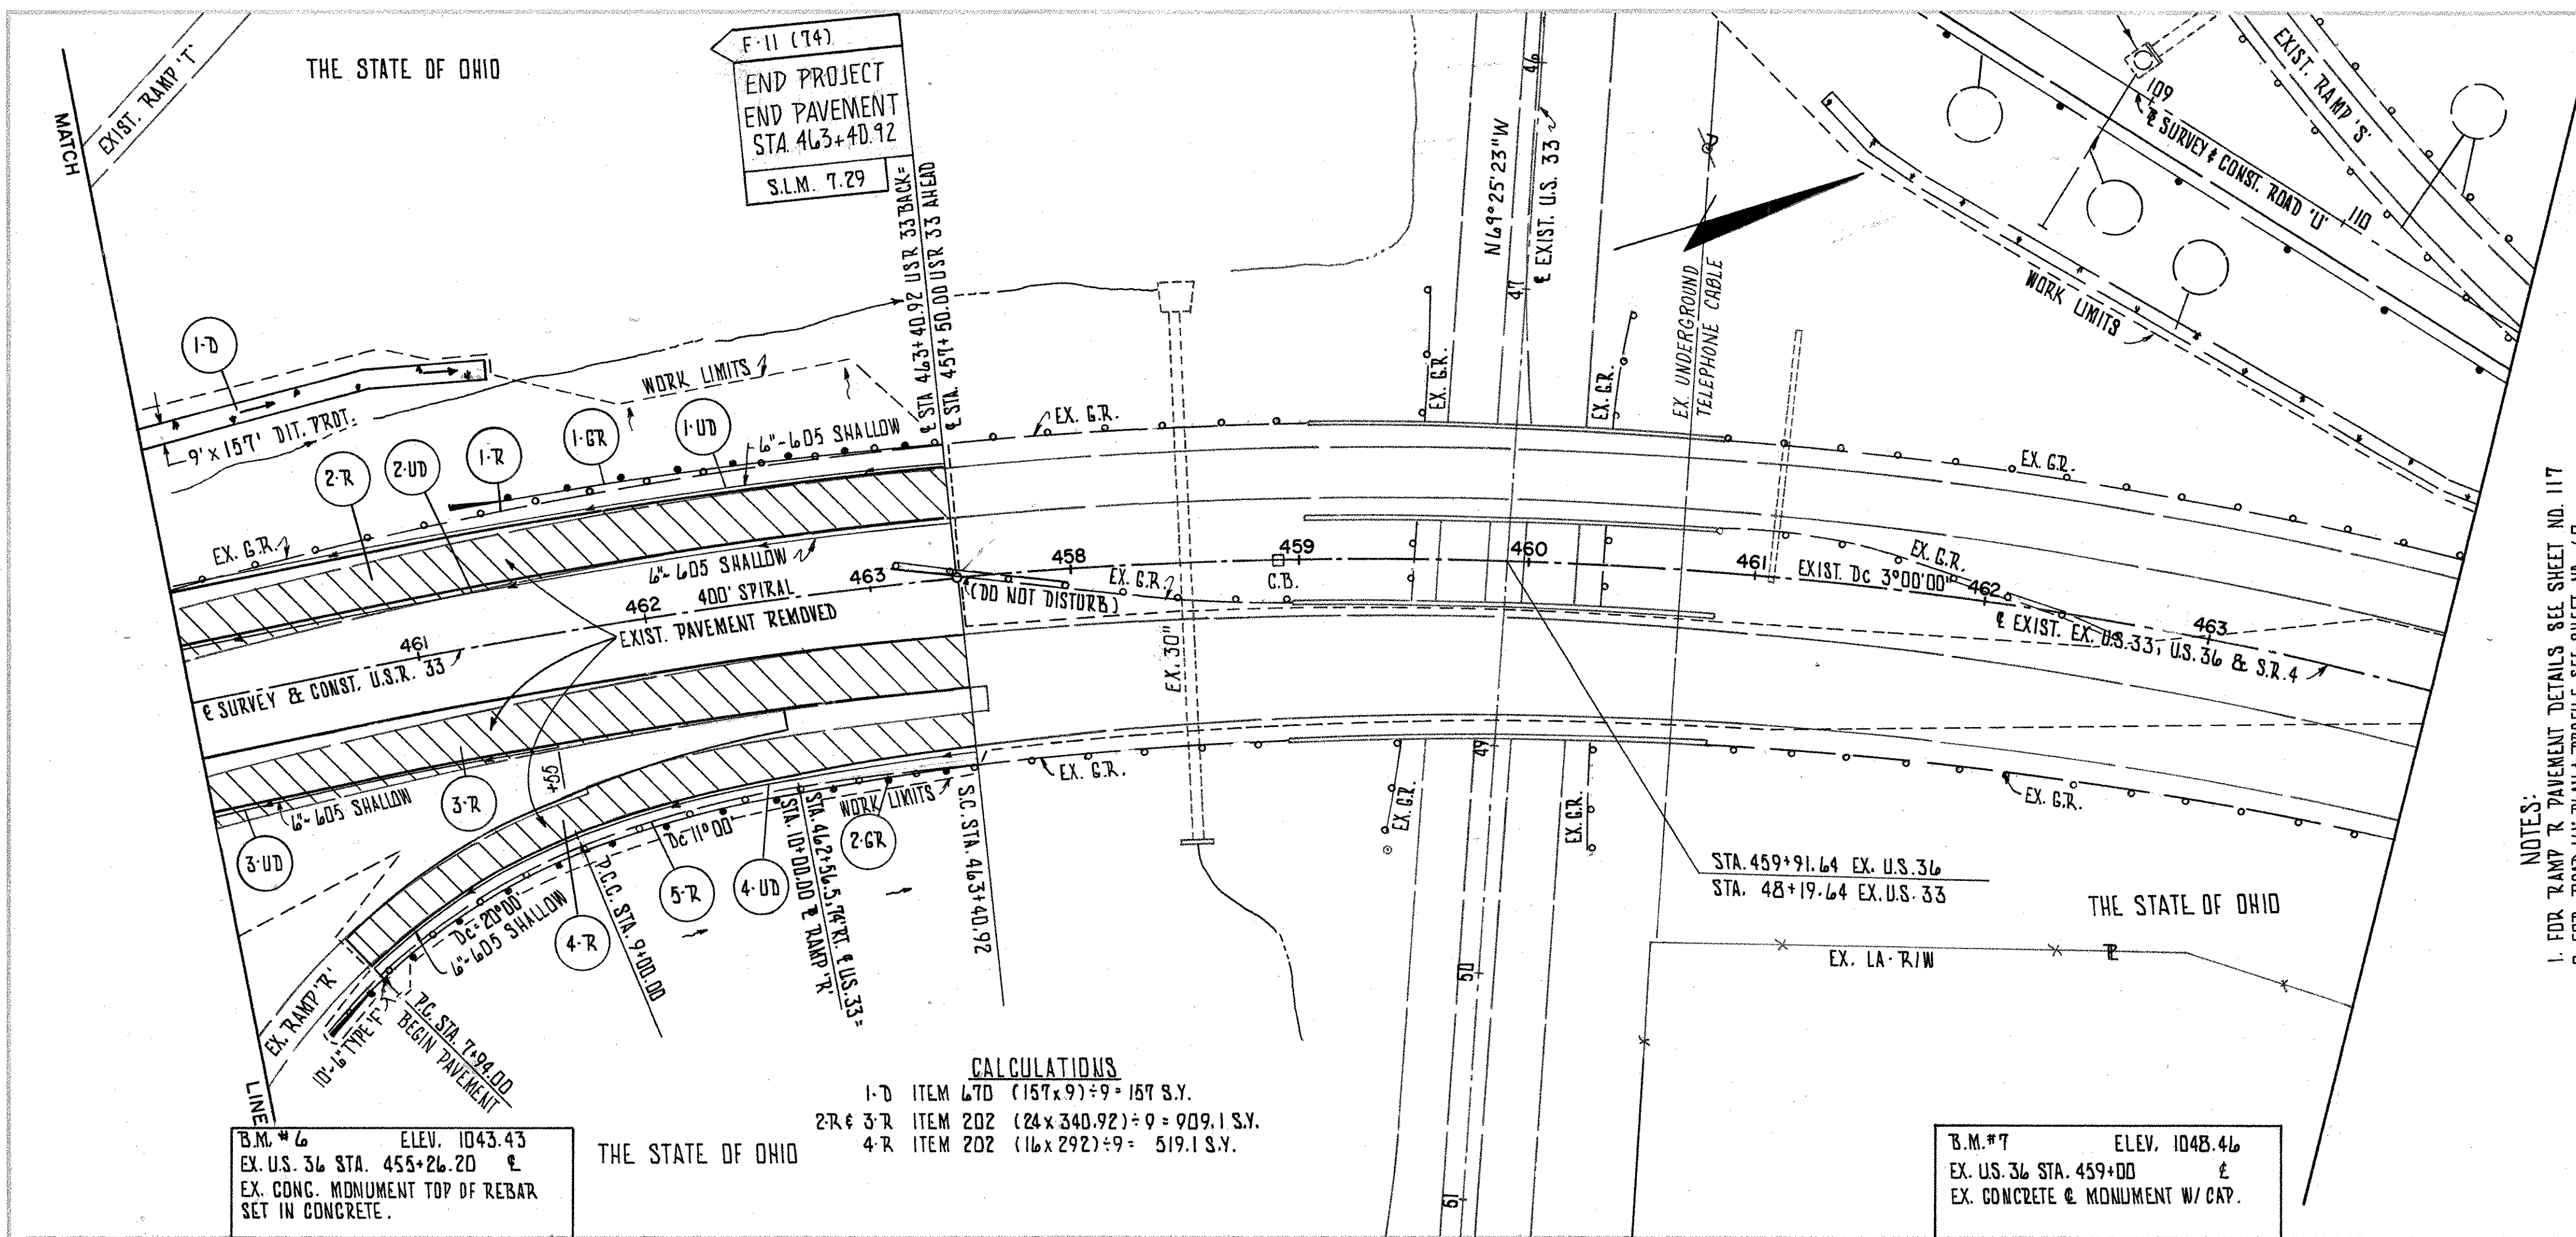 MATCH
EXIST. RAMP 'T'
THE STATE OF OHIO
F-11 (74)
END PROJECT
END PAVEMENT
STA. 463+40.92
S.L.M. 7.29
℄ STA. 463+40.92 USR 33 BACK=
℄ STA. 457+50.00 USR 33 AHEAD
46
N69°25'23"W
℄ EXIST. U.S. 33
47
EX. UNDERGROUND
TELEPHONE CABLE
109
℄ SURVEY & CONST. ROAD 'U'
110
EXIST. RAMP 'S'
WORK LIMITS
1-D
9' x 157' DIT. PROT.
WORK LIMITS
2-R
2-UD
1-R
1-GR
1-UD
6"-605 SHALLOW
EX. G.R.
EX. G.R.
EX. G.R.
EX. G.R.
EX. G.R.
6"-605 SHALLOW
400' SPIRAL
461
462
463
458
459
460
461
462
463
(DO NOT DISTURB)
EX. G.R.
C.B.
EXIST. Dc 3°00'00"
EX. G.R.
℄ EXIST. EX. U.S. 33, U.S. 36 & S.R. 4
EXIST. PAVEMENT REMOVED
℄ SURVEY & CONST. U.S.R. 33
EX. 30"
6"-605 SHALLOW
3-R
3-UD
Dc 11°00'
WORK LIMITS
2-GR
5-R
4-UD
4-R
Dc=20°00'
6"-605 SHALLOW
P.C.C. STA. 9+00.00
STA. 462+56.5, 74' RT. ℄ U.S. 33=
STA. 10+00.00 ℄ RAMP 'R'
S.C. STA. 463+40.92
EX. G.R.
49
EX. G.R.
EX. G.R.
EX. G.R.
STA. 459+91.64 EX. U.S. 36
STA. 48+19.64 EX. U.S. 33
THE STATE OF OHIO
EX. LA-R/W
50
51
EX. RAMP 'R'
10'-6" TYPE 'F'
P.C. STA. 7+94.00
BEGIN PAVEMENT
LINE
CALCULATIONS
1-D ITEM 670 (157x9)÷9= 157 S.Y.
2-R & 3-R ITEM 202 (24x340.92)÷9 = 909.1 S.Y.
4-R ITEM 202 (16x292)÷9= 519.1 S.Y.
THE STATE OF OHIO
B.M. #6 ELEV. 1043.43
EX. U.S. 36 STA. 455+26.20 ℄
EX. CONC. MONUMENT TOP OF REBAR
SET IN CONCRETE.
B.M. #7 ELEV. 1048.46
EX. U.S. 36 STA. 459+00 ℄
EX. CONCRETE ℄ MONUMENT W/ CAP.
NOTES:
1. FOR RAMP R PAVEMENT DETAILS SEE SHEET NO. 117